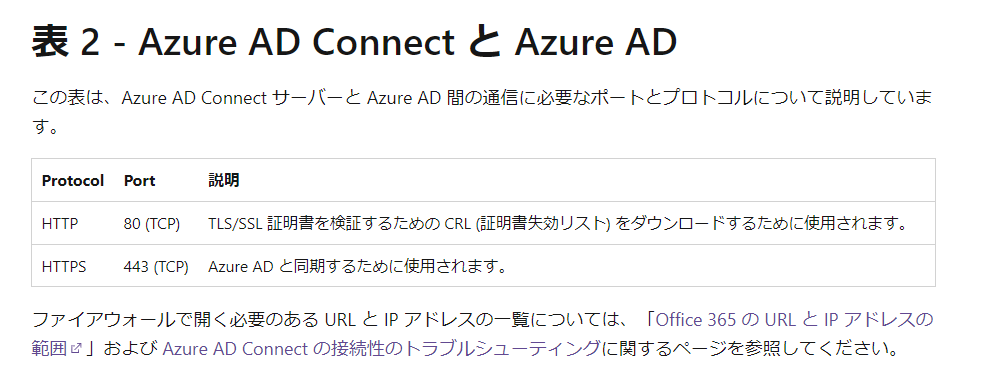 表 2 - Azure AD Connect と Azure AD
この表は、Azure AD Connect サーバーと Azure AD 間の通信に必要なポートとプロトコルについて説明していま
す。
Protocol Port 説明
HTTP 80 (TCP) TLS/SSL 証明書を検証するための CRL (証明書失効リスト) をダウンロードするために使用されます。
HTTPS 443 (TCP) Azure AD と同期するために使用されます。
ファイアウォールで開く必要のある URL と IP アドレスの一覧については、「Office 365 の URL と IP アドレスの
範囲」および Azure AD Connect の接続性のトラブルシューティングに関するページを参照してください。